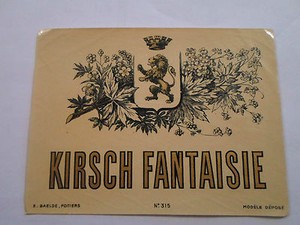 KIRSCH FANTAISIE
E. BAELDE, POITIERS
N° 315
MODÈLE DÉPOSÉ